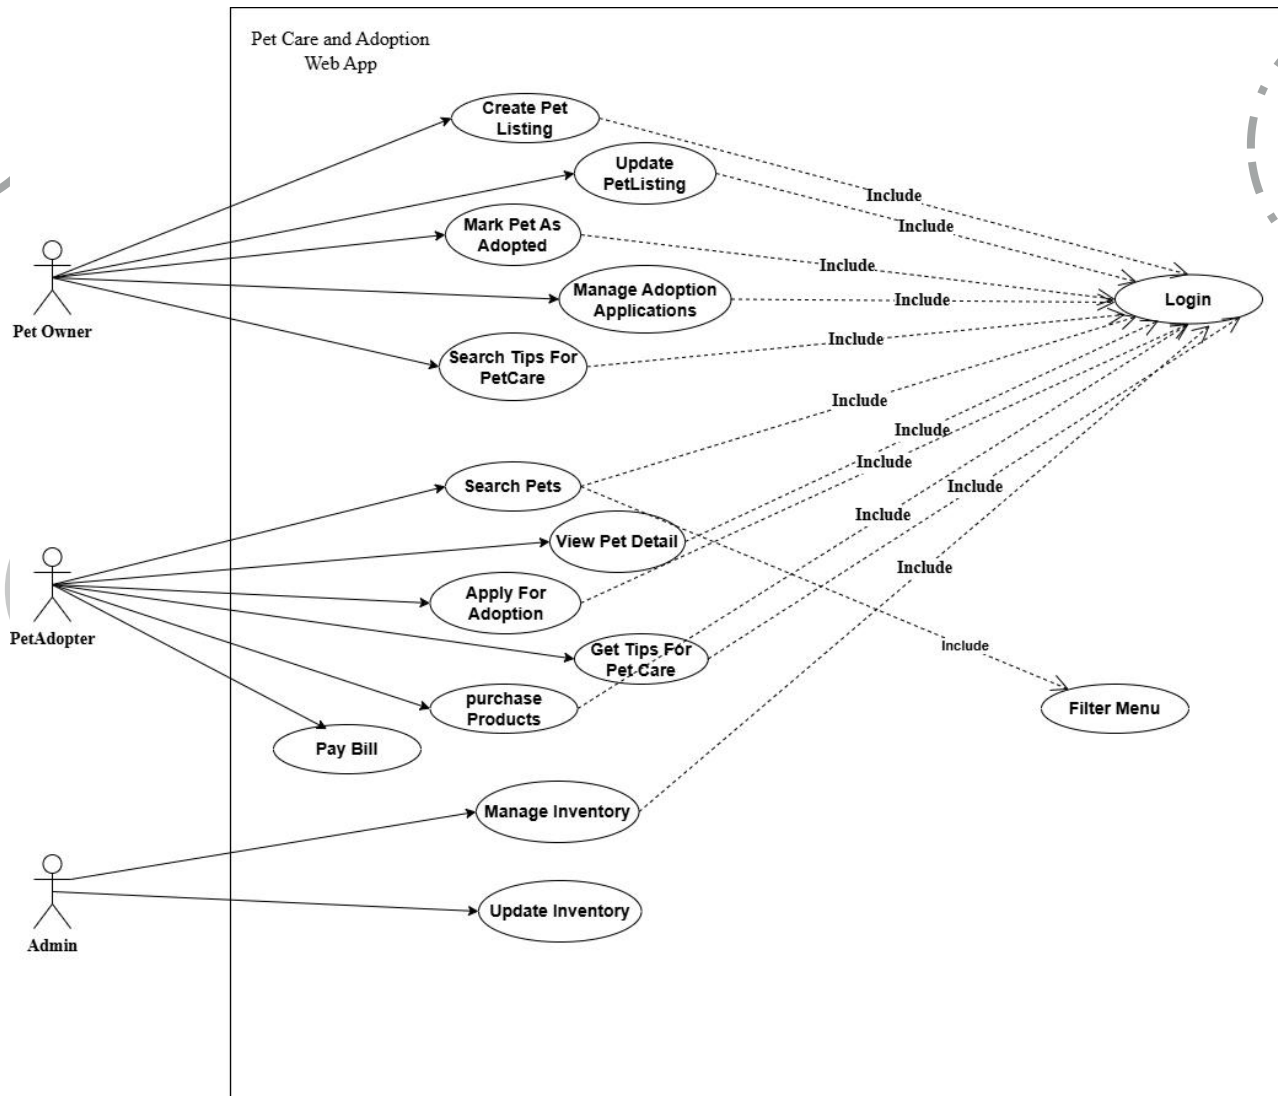 Pet Care and Adoption
Web App
Create Pet
Listing
Update
PetListing
Include
Include
Mark Pet As
Adopted
Include
Manage Adoption
Applications
Include
Login
Pet Owner
Include
Search Tips For
PetCare
Include
Include
Include
Search Pets
Include
Include
View Pet Detail
Include
Apply For
Adoption
PetAdopter
Get Tips For
Pet Care
Include
purchase
Products
Filter Menu
Pay Bill
Manage Inventory
Update Inventory
Admin